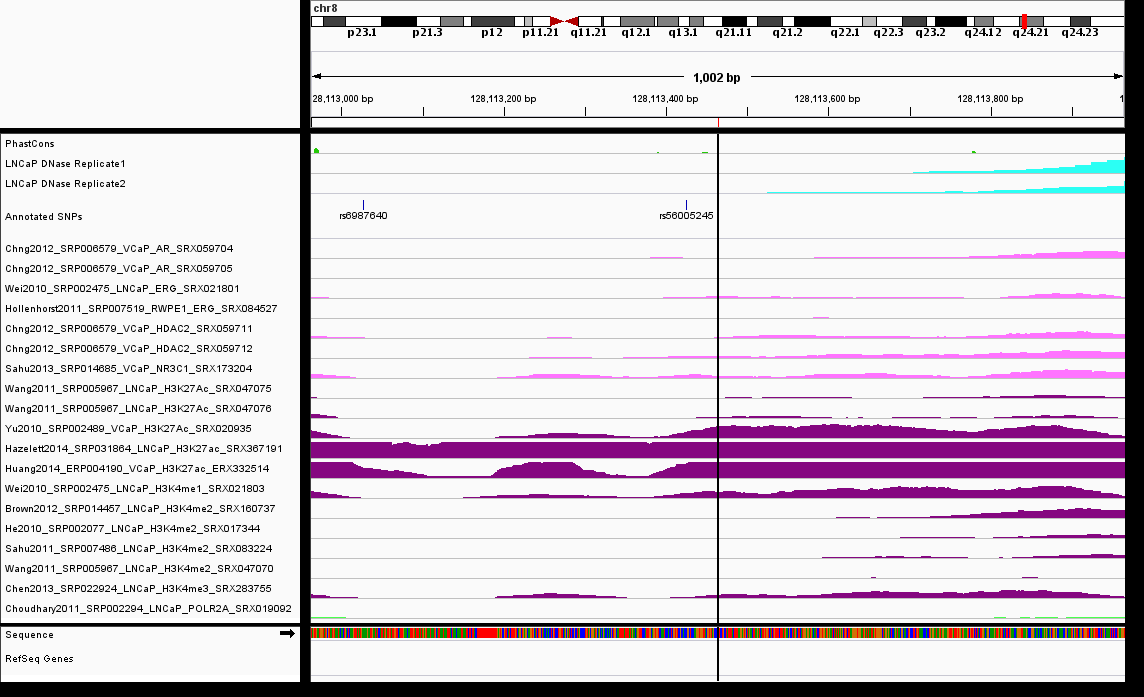 chr8
p23.1 p21.3 p12 p11.21 q11.21 q12.1 q13.1 q21.11 q21.2 q22.1 q22.3 q23.2 q24.12 q24.21 q24.23
1,002 bp
28,113,000 bp 128,113,200 bp 128,113,400 bp 128,113,600 bp 128,113,800 bp 1
PhastCons
LNCaP DNase Replicate1
LNCaP DNase Replicate2
Annotated SNPs
rs6987640 rs56005245
Chng2012_SRP006579_VCaP_AR_SRX059704
Chng2012_SRP006579_VCaP_AR_SRX059705
Wei2010_SRP002475_LNCaP_ERG_SRX021801
Hollenhorst2011_SRP007519_RWPE1_ERG_SRX084527
Chng2012_SRP006579_VCaP_HDAC2_SRX059711
Chng2012_SRP006579_VCaP_HDAC2_SRX059712
Sahu2013_SRP014685_VCaP_NR3C1_SRX173204
Wang2011_SRP005967_LNCaP_H3K27Ac_SRX047075
Wang2011_SRP005967_LNCaP_H3K27Ac_SRX047076
Yu2010_SRP002489_VCaP_H3K27Ac_SRX020935
Hazelett2014_SRP031864_LNCaP_H3K27ac_SRX367191
Huang2014_ERP004190_VCaP_H3K27ac_ERX332514
Wei2010_SRP002475_LNCaP_H3K4me1_SRX021803
Brown2012_SRP014457_LNCaP_H3K4me2_SRX160737
He2010_SRP002077_LNCaP_H3K4me2_SRX017344
Sahu2011_SRP007486_LNCaP_H3K4me2_SRX083224
Wang2011_SRP005967_LNCaP_H3K4me2_SRX047070
Chen2013_SRP022924_LNCaP_H3K4me3_SRX283755
Choudhary2011_SRP002294_LNCaP_POLR2A_SRX019092
Sequence
RefSeq Genes